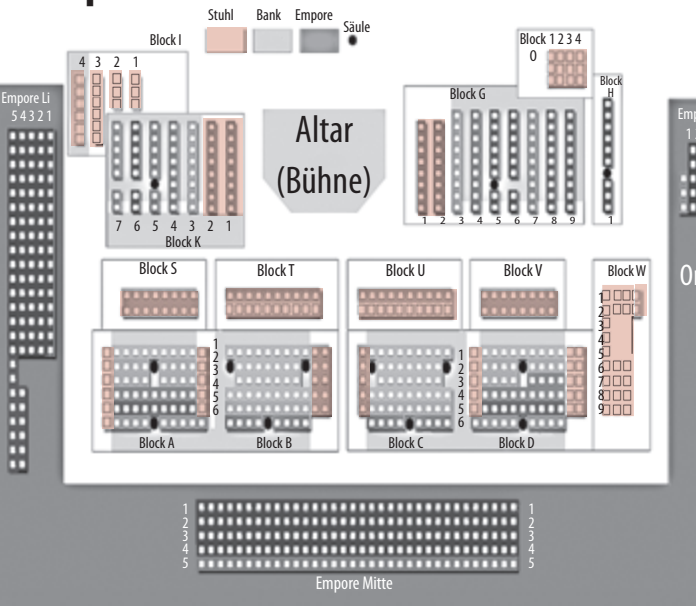 Stuhl Bank Empore
Säule
Block I
4 3 2 1
Block 1 2 3 4
0
Block
H
Block G
Empore Li
5 4 3 2 1
Altar
(Bühne)
1 2 3 4 5 6 7 8 9
1
7 6 5 4 3 2 1
Block K
Block S Block T Block U Block V Block W
1
2
3
4
5
6
7
8
9
1
2
3
4
5
6
1
2
3
4
5
6
Block A Block B Block C Block D
1 1
2 2
3 3
4 4
5 5
Empore Mitte